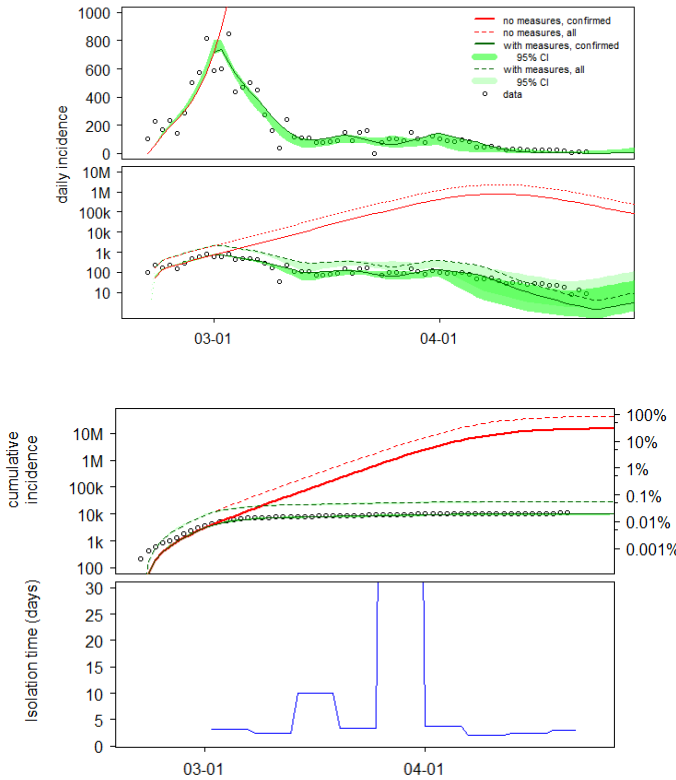 1000
800
600
400
200
0
daily incidence
no measures, confirmed
no measures, all
with measures, confirmed
95% CI
with measures, all
95% CI
data
10M
1M
100k
10k
1k
100
10
03-01 04-01
cumulative
incidence
10M
1M
100k
10k
1k
100
100%
10%
1%
0.1%
0.01%
0.001%
Isolation time (days)
30
25
20
15
10
5
0
03-01 04-01